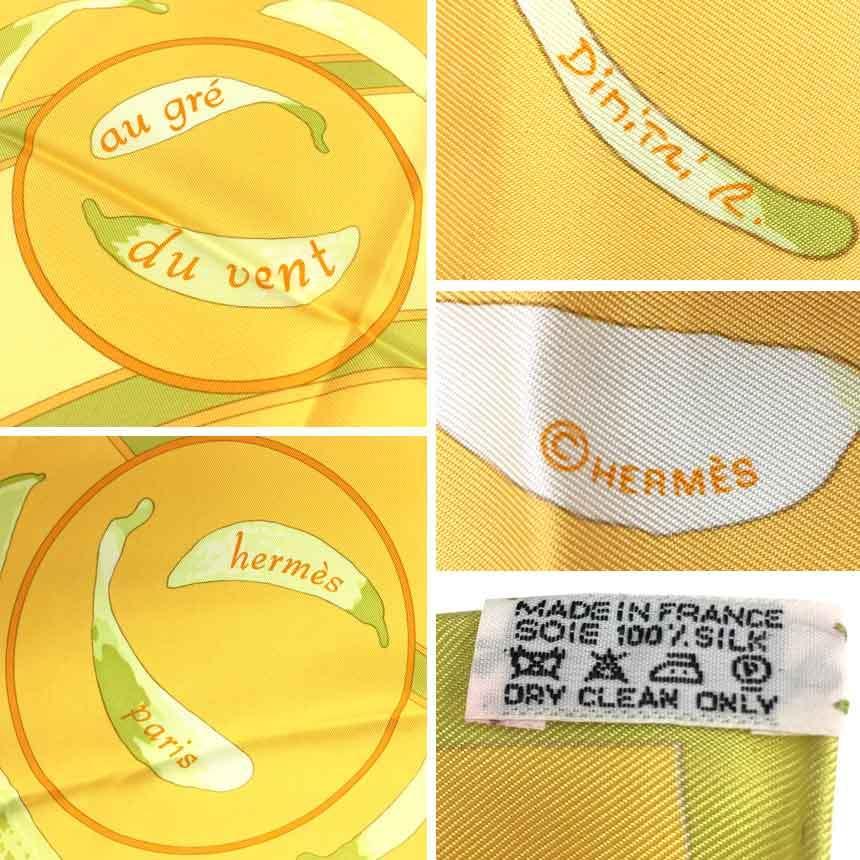 au gré
du vent
Dimitri R.
©HERMÈS
hermès
paris
MADE IN FRANCE
SOIE 100% SILK
DRY CLEAN ONLY